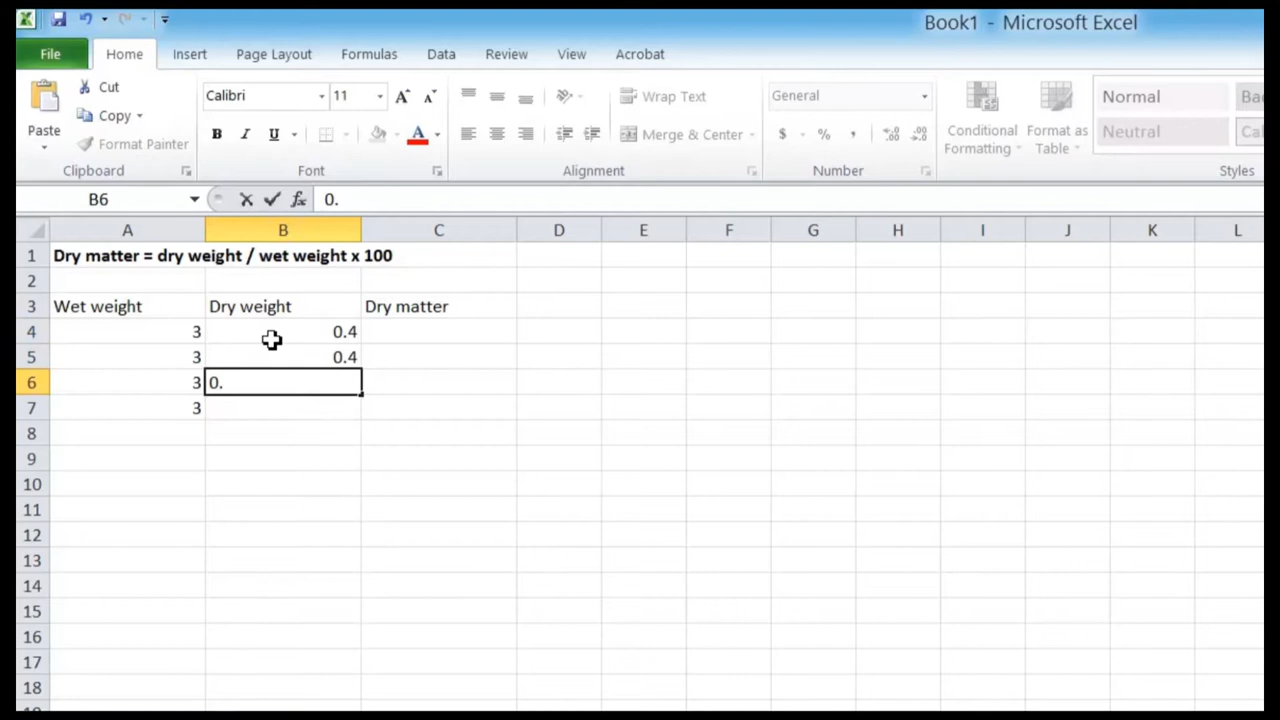 Book1 - Microsoft Excel
File Home Insert Page Layout Formulas Data Review View Acrobat
Cut
Calibri 11 Wrap Text General Normal
Copy
Paste B I U A Merge & Center $ % , Conditional Formatting Format as Table Neutral
Format Painter
Clipboard Font Alignment Number Styles
B6 fx 0.
A B C D E F G H I J K L
1 Dry matter = dry weight / wet weight x 100
2
3 Wet weight Dry weight Dry matter
4 3 0.4
5 3 0.4
6 3 0.
7 3
8
9
10
11
12
13
14
15
16
17
18